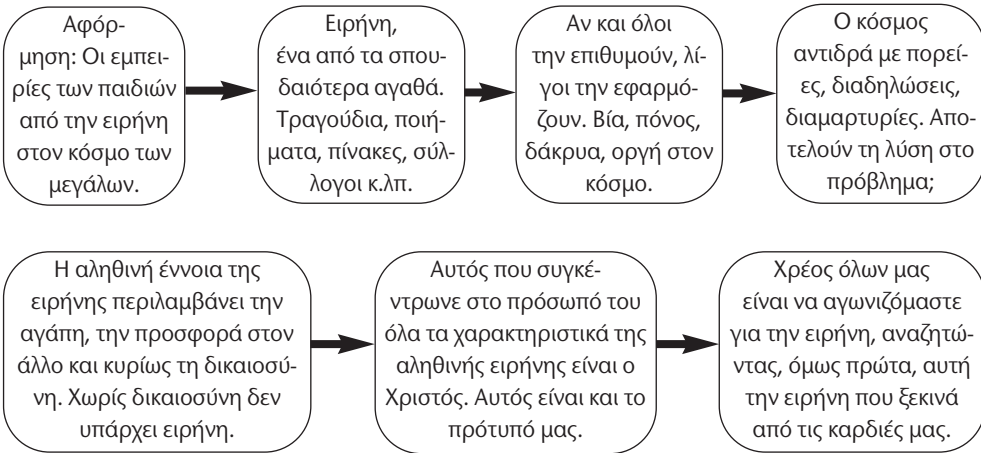 Αφόρ-
μηση: Οι εμπει-
ρίες των παιδιών
από την ειρήνη
στον κόσμο των
μεγάλων.
Ειρήνη,
ένα από τα σπου-
δαιότερα αγαθά.
Τραγούδια, ποιή-
ματα, πίνακες, σύλ-
λογοι κ.λπ.
Αν και όλοι
την επιθυμούν, λί-
γοι την εφαρμό-
ζουν. Βία, πόνος,
δάκρυα, οργή στον
κόσμο.
Ο κόσμος
αντιδρά με πορεί-
ες, διαδηλώσεις,
διαμαρτυρίες. Απο-
τελούν τη λύση στο
πρόβλημα;
Η αληθινή έννοια της
ειρήνης περιλαμβάνει την
αγάπη, την προσφορά στον
άλλο και κυρίως τη δικαιοσύ-
νη. Χωρίς δικαιοσύνη δεν
υπάρχει ειρήνη.
Αυτός που συγκέ-
ντρωνε στο πρόσωπό του
όλα τα χαρακτηριστικά της
αληθινής ειρήνης είναι ο
Χριστός. Αυτός είναι και το
πρότυπό μας.
Χρέος όλων μας
είναι να αγωνιζόμαστε
για την ειρήνη, αναζητώ-
ντας, όμως πρώτα, αυτή
την ειρήνη που ξεκινά
από τις καρδιές μας.